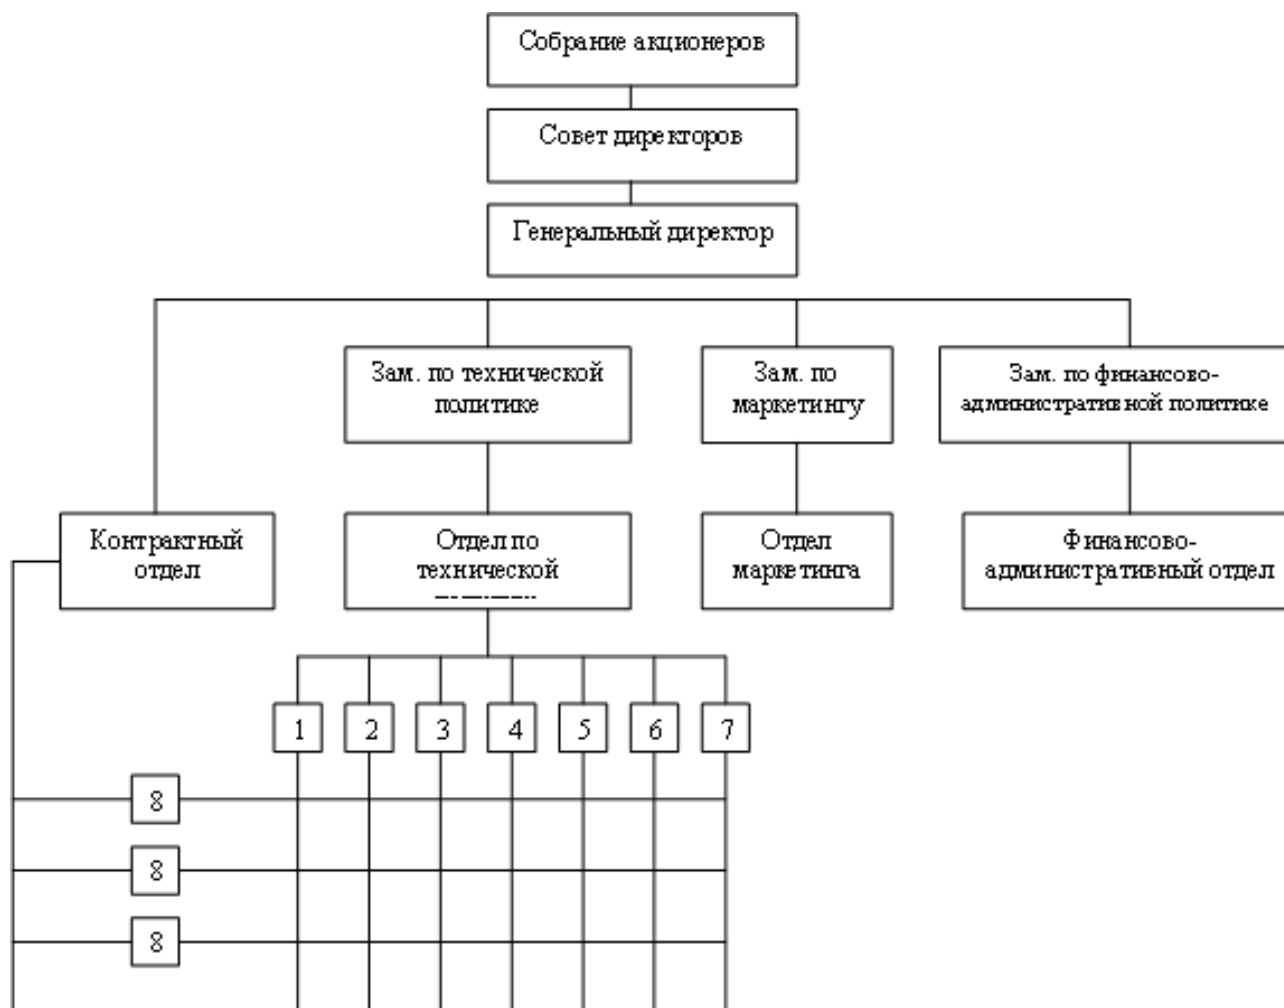 Собрание акционеров
Совет директоров
Генеральный директор
Зам. по технической
политике
Зам. по
маркетингу
Зам. по финансово-
административной политике
Контрактный
отдел
Отдел по
технической
Отдел
маркетинга
Финансово-
административный отдел
1 2 3 4 5 6 7
8
8
8